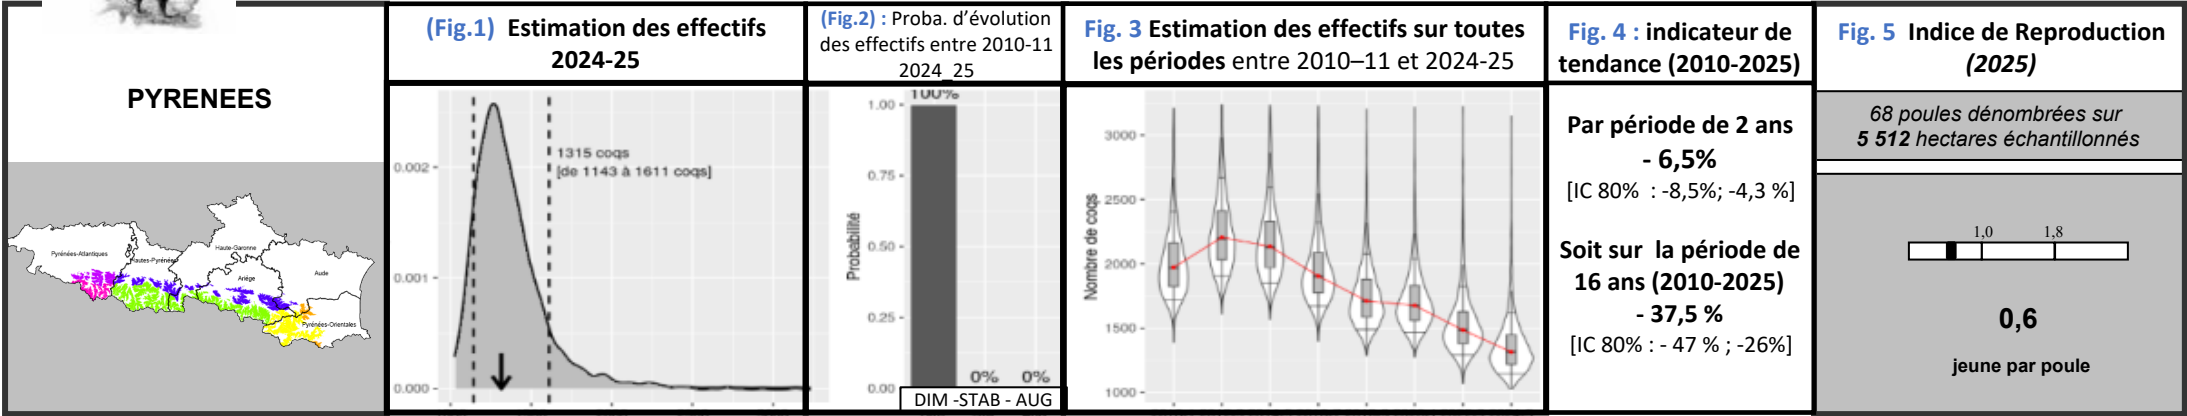 PYRENEES
Pyrénées-Atlantiques
Hautes-Pyrénées
Haute-Garonne
Ariège
Aude
Pyrénées-Orientales
(Fig.1) Estimation des effectifs
2024-25
0.002
0.001
0.000
1315 coqs
[de 1143 à 1611 coqs]
(Fig.2) : Proba. d’évolution
des effectifs entre 2010-11
2024_25
100%
1.00
0.75
0.50
0.25
0.00
Probabilité
0% 0%
DIM -STAB - AUG
Fig. 3 Estimation des effectifs sur toutes
les périodes entre 2010–11 et 2024-25
Nombre de coqs
3000
2500
2000
1500
1000
Fig. 4 : indicateur de
tendance (2010-2025)
Par période de 2 ans
- 6,5%
[IC 80% : -8,5%; -4,3 %]
Soit sur la période de
16 ans (2010-2025)
- 37,5 %
[IC 80% : - 47 % ; -26%]
Fig. 5 Indice de Reproduction
(2025)
68 poules dénombrées sur
5 512 hectares échantillonnés
1,0 1,8
0,6
jeune par poule